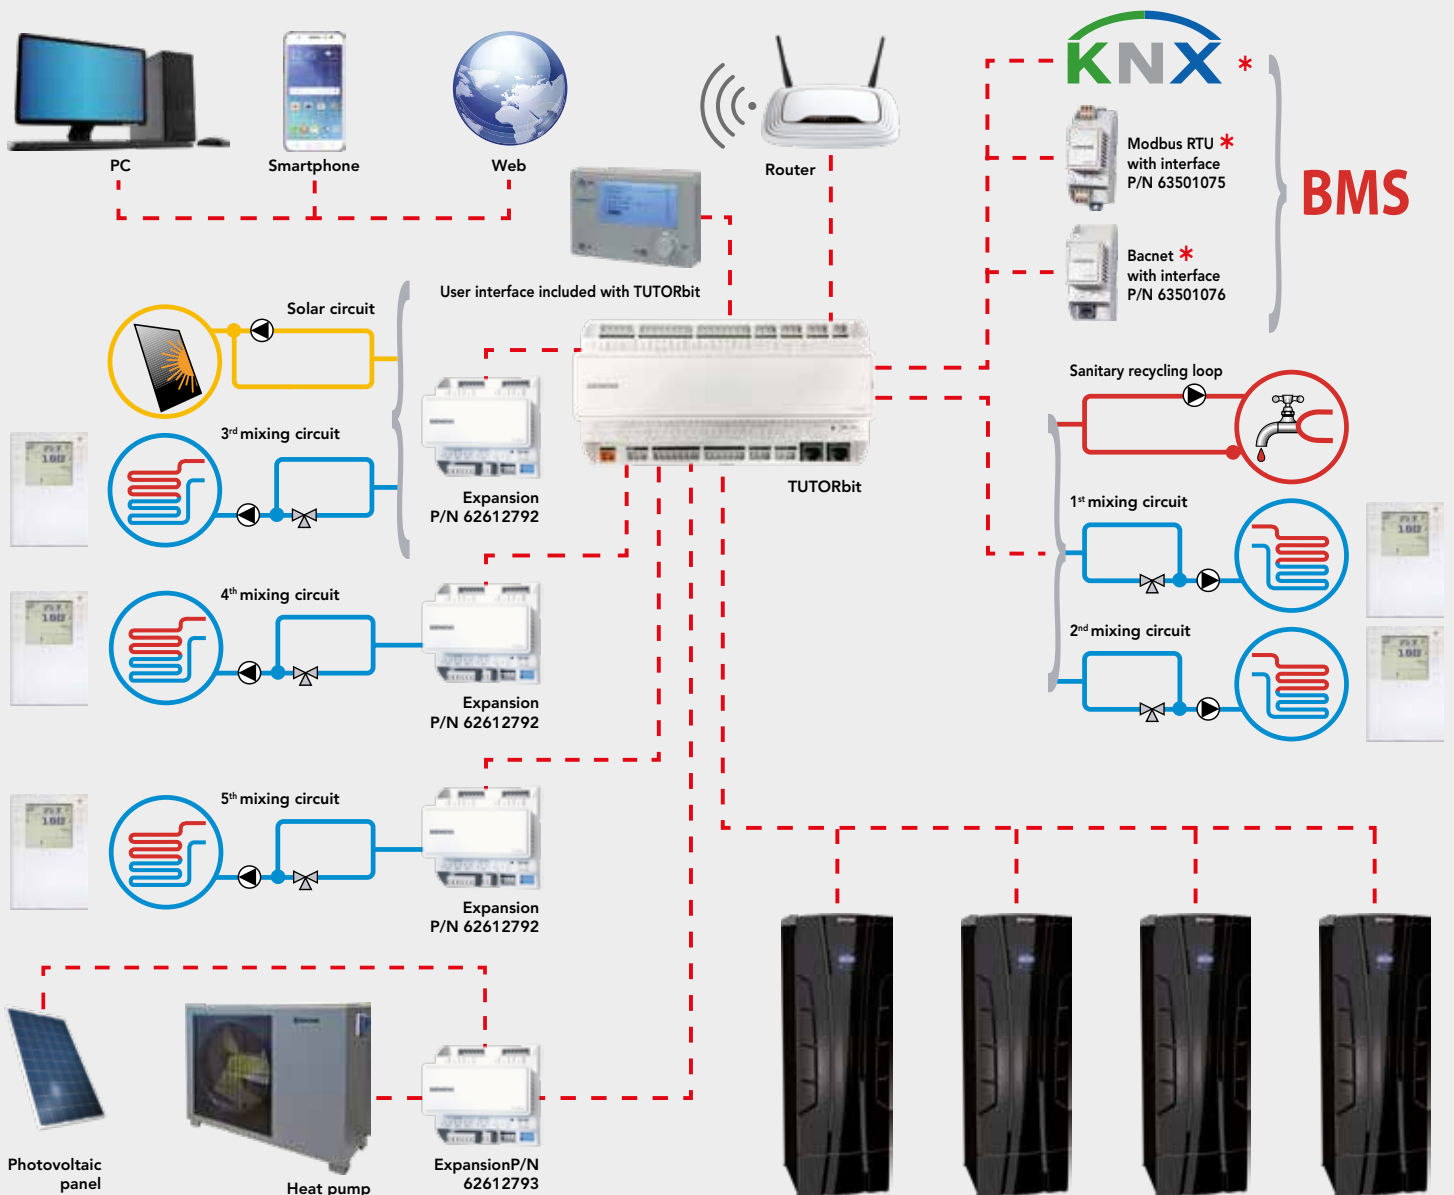 KNX *
PC
Smartphone
Web
Router
Modbus RTU *
with interface
P/N 63501075
BMS
Bacnet *
with interface
P/N 63501076
User interface included with TUTORbit
Solar circuit
Sanitary recycling loop
3rd mixing circuit
Expansion
P/N 62612792
TUTORbit
1st mixing circuit
4th mixing circuit
2nd mixing circuit
Expansion
P/N 62612792
5th mixing circuit
Expansion
P/N 62612792
Photovoltaic
panel
Heat pump
ExpansionP/N
62612793